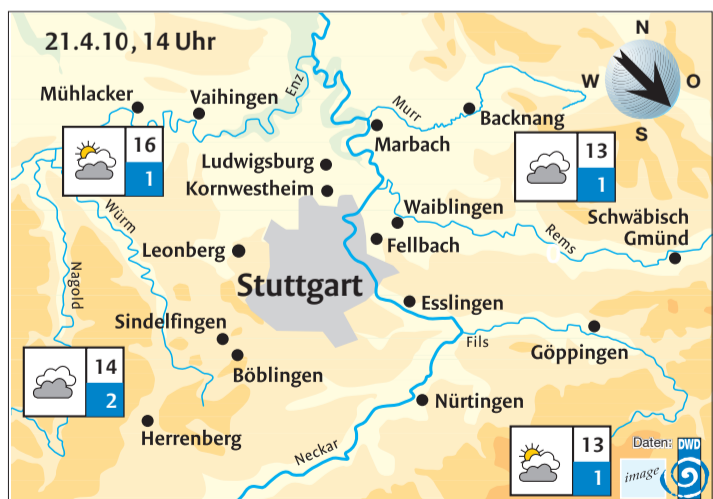 21.4.10, 14 Uhr
N
W
O
S
Mühlacker
Vaihingen
Enz
Murr
Backnang
Marbach
16
1
13
1
Ludwigsburg
Kornwestheim
Waiblingen
Schwäbisch
Gmünd
Würm
Rems
Leonberg
Fellbach
Nagold
Stuttgart
Esslingen
Sindelfingen
Fils
Göppingen
14
2
Böblingen
Nürtingen
Herrenberg
Neckar
13
1
Daten: DWD
image